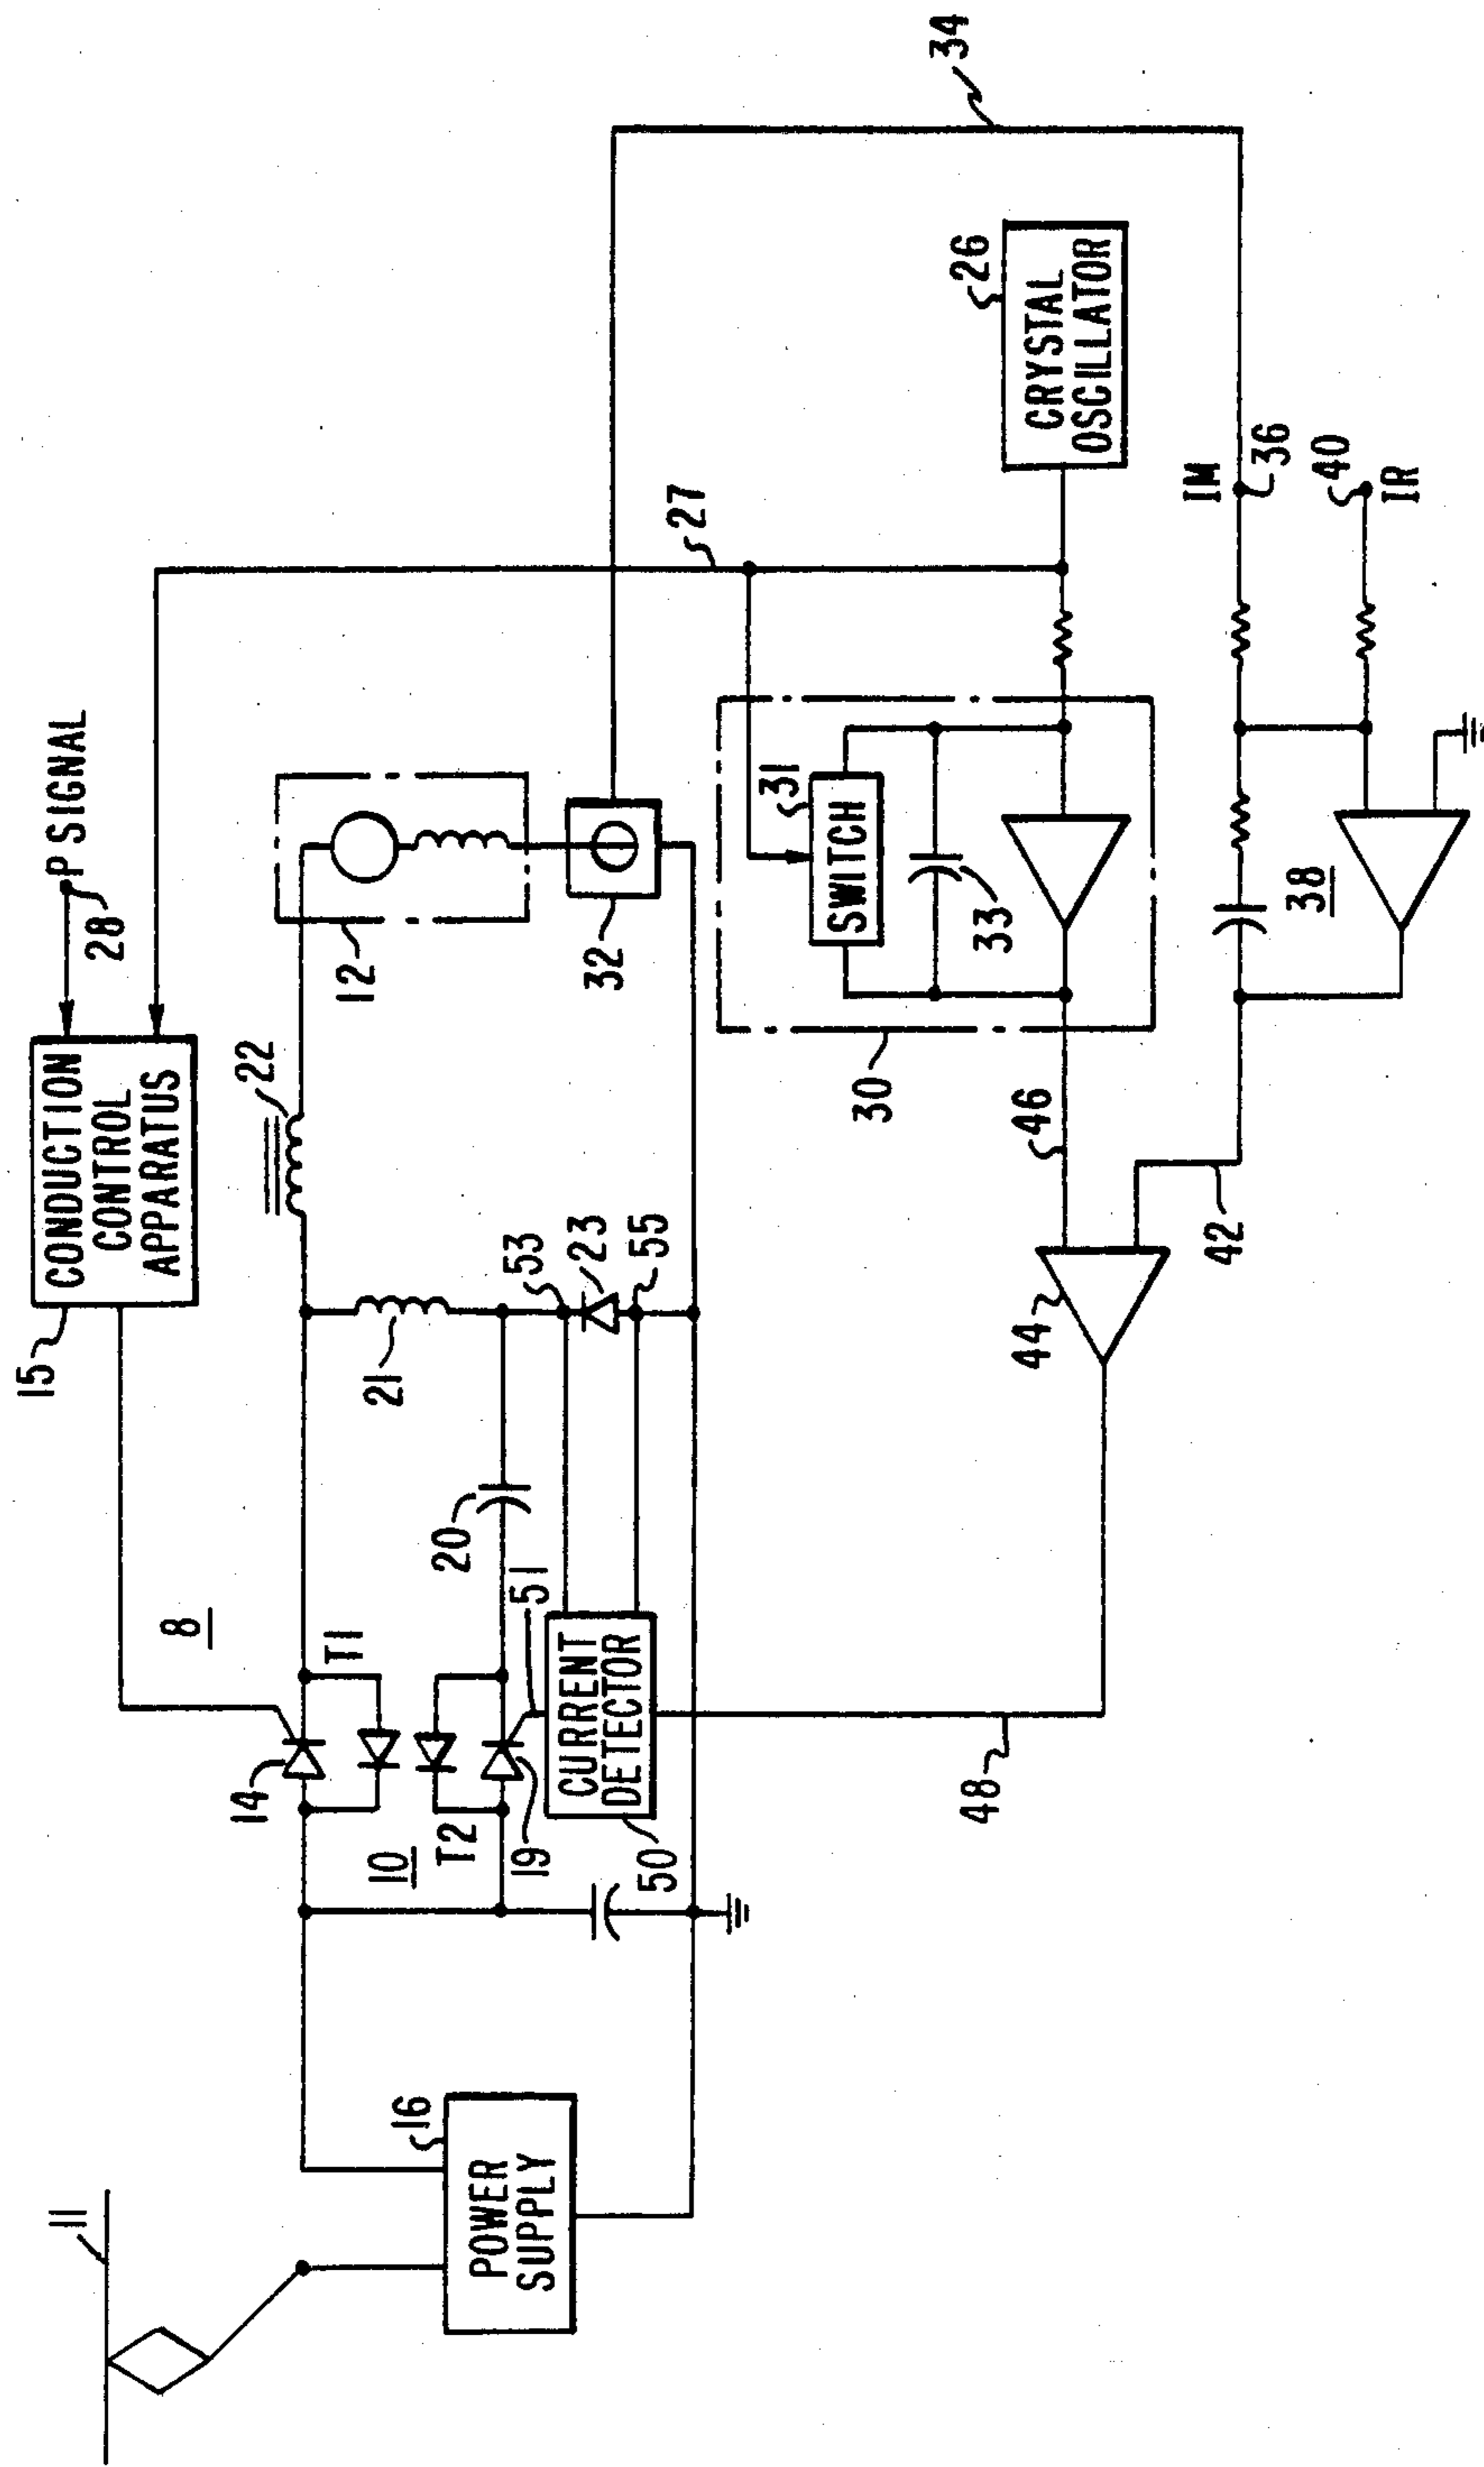 11
POWER
SUPPLY
16
8
10
14
T1
T2
19
15
CONDUCTION
CONTROL
APPARATUS
P SIGNAL
28
22
12
32
21
20
53
23
55
51
CURRENT
DETECTOR
50
27
34
30
SWITCH
31
33
CRYSTAL
OSCILLATOR
26
46
44
48
42
38
IM
36
40
IR